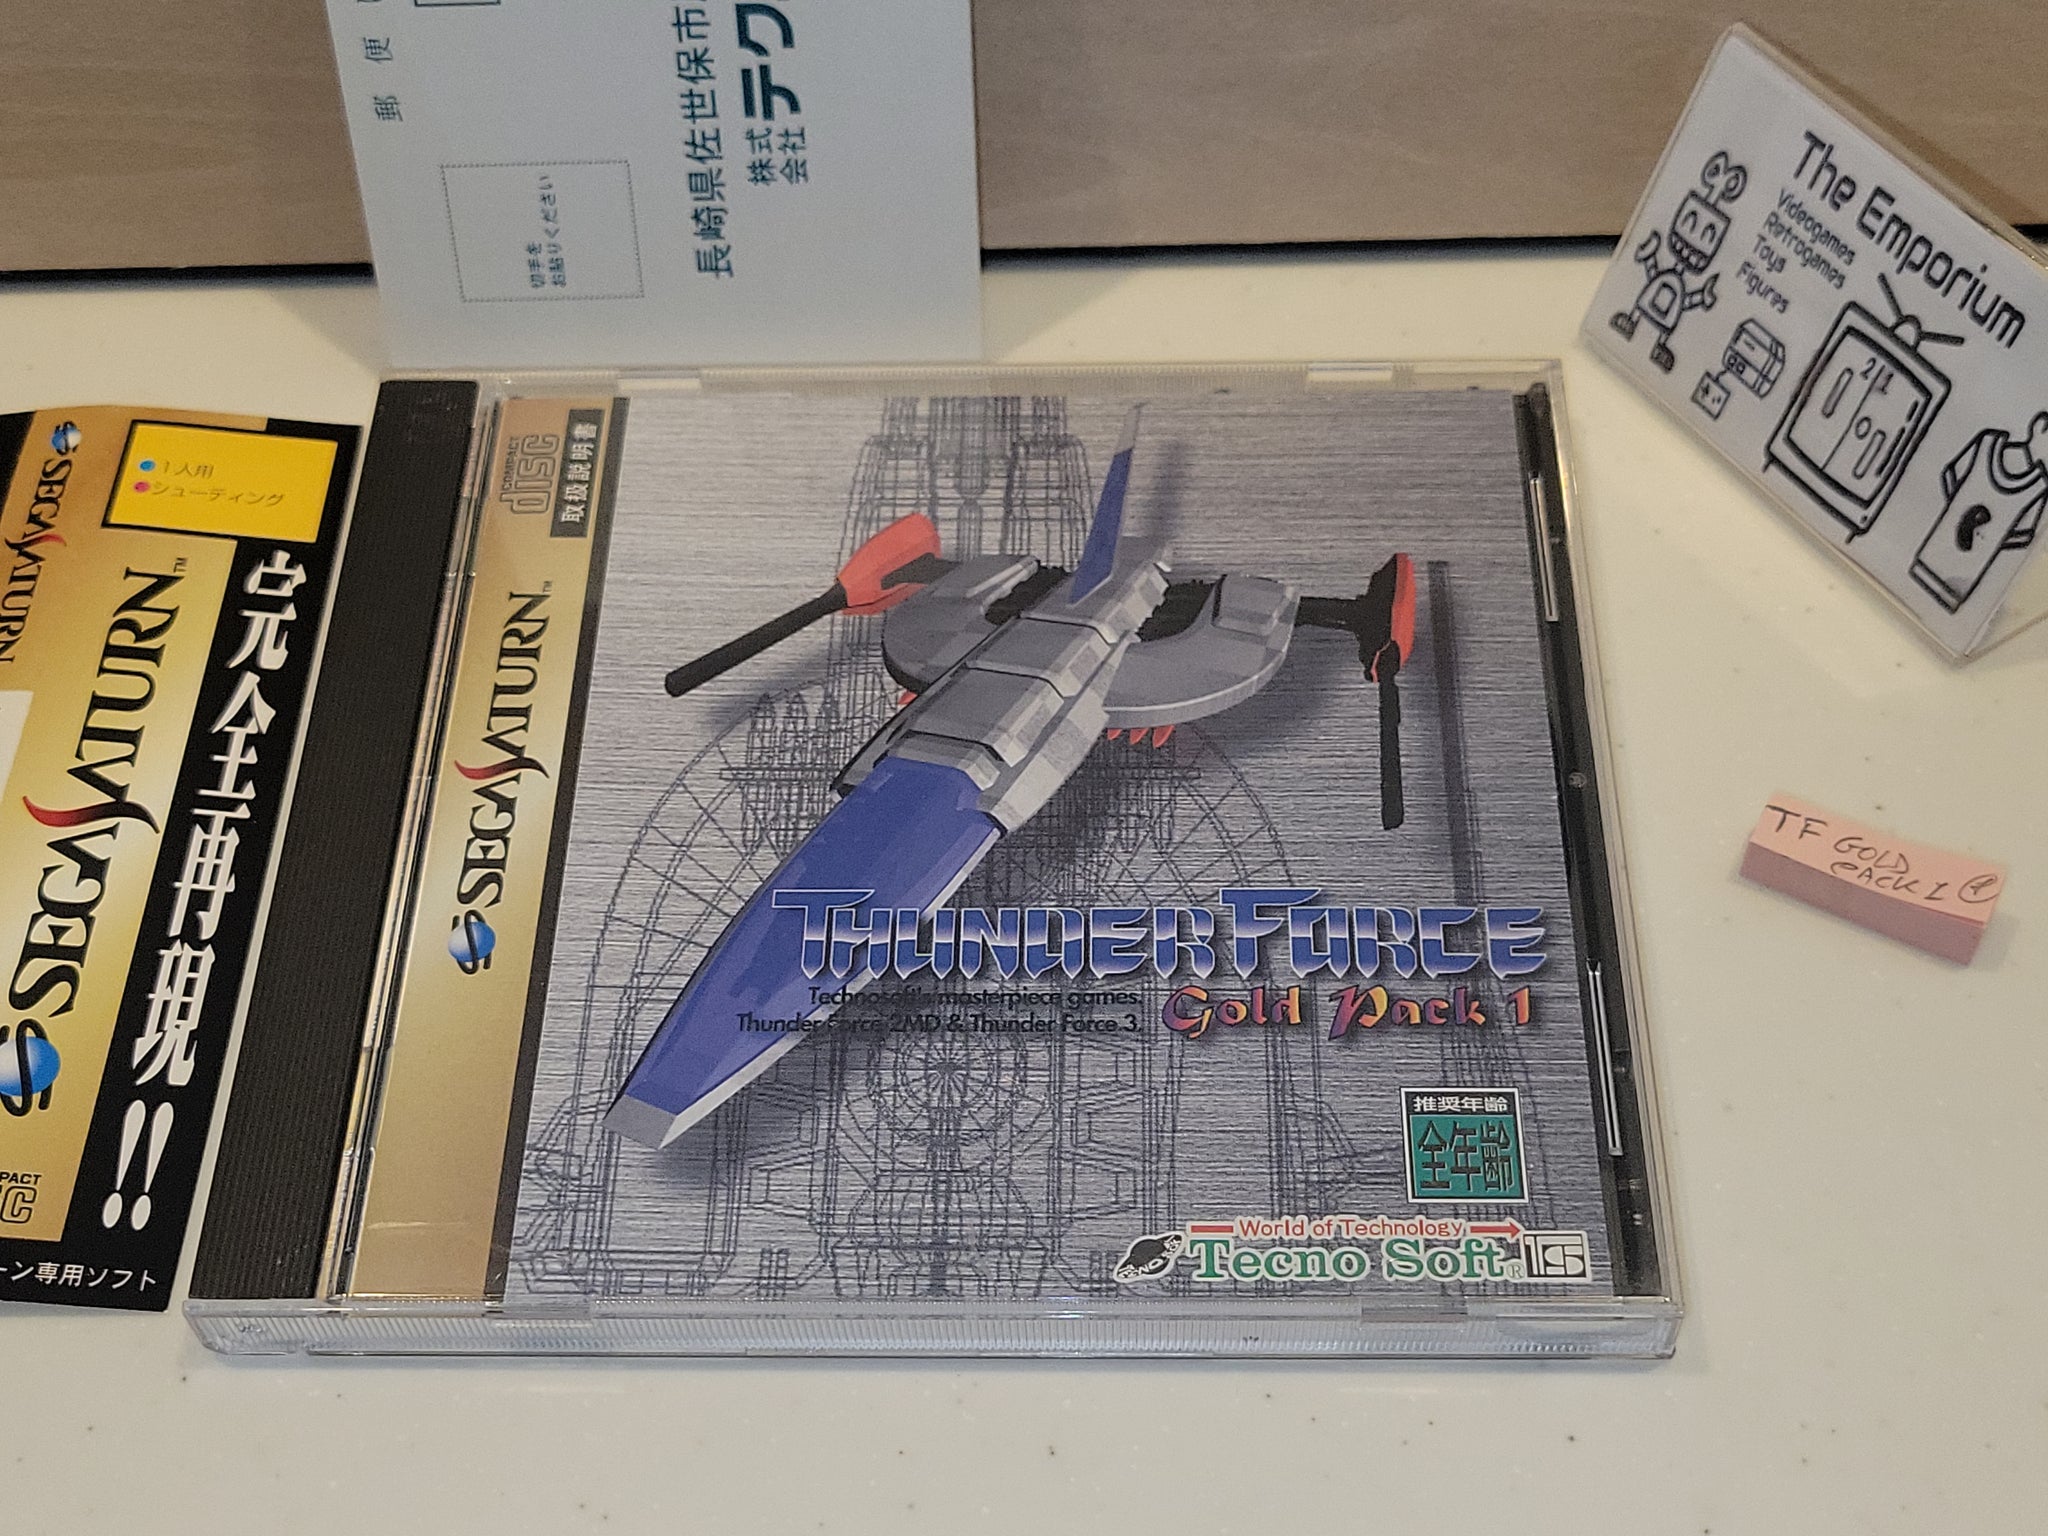 郵便
切手を
お貼りください
長崎県佐世保市
株式
会社
テク
The Emporium
Videogames
Retrogames
Toys
Figures
2 1
SEGA SATURN
1人用
シューティング
SEGA SATURN™
完全再現!!
ーン専用ソフト
COMPACT
DISC
取扱説明書
SEGA SATURN™
THUNDER FORCE
Technosoft's masterpiece games.
Thunder Force 2MD & Thunder Force 3.
Gold Pack 1
推奨年齢
全年齢
World of Technology
Tecno Soft®
TF GOLD
PACK 1